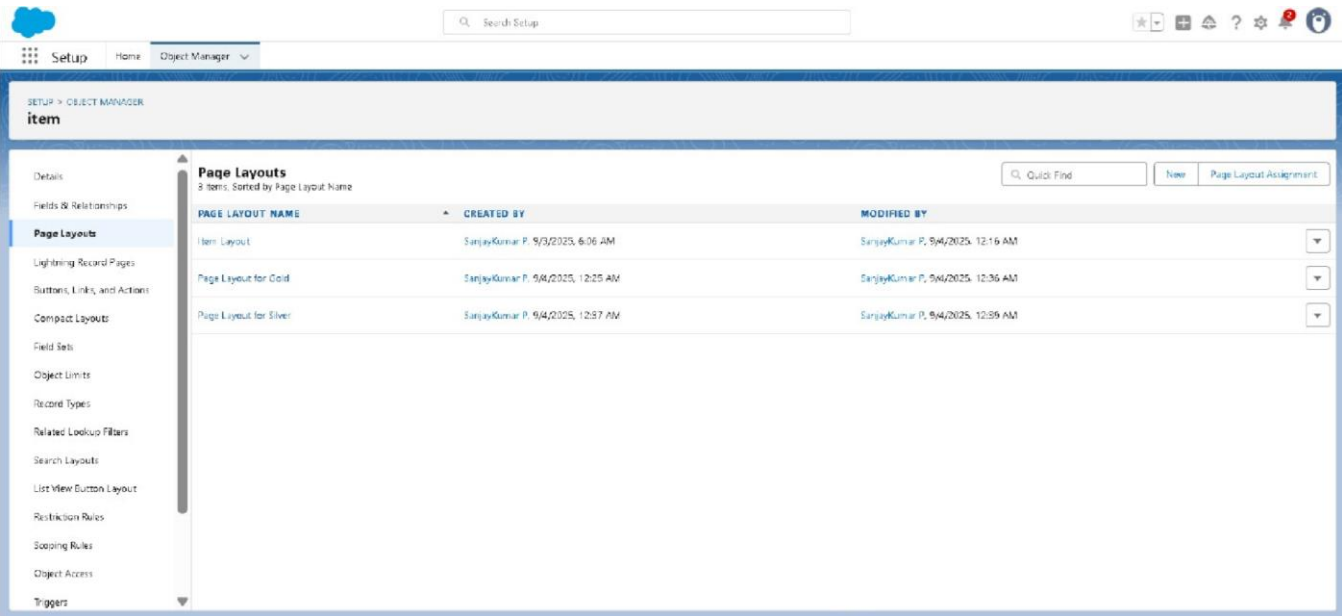 Search Setup
2
Setup Home Object Manager
SETUP > OBJECT MANAGER
item
Details
Fields & Relationships
Page Layouts
Lightning Record Pages
Buttons, Links, and Actions
Compact Layouts
Field Sets
Object Limits
Record Types
Related Lookup Filters
Search Layouts
List View Button Layout
Restriction Rules
Scoping Rules
Object Access
Triggers
Page Layouts
3 items, Sorted by Page Layout Name
Quick Find New Page Layout Assignment
PAGE LAYOUT NAME CREATED BY MODIFIED BY
Item Layout SanjayKumar P, 9/3/2025, 6:06 AM SanjayKumar P, 9/4/2025, 12:16 AM
Page Layout for Gold SanjayKumar P, 9/4/2025, 12:25 AM SanjayKumar P, 9/4/2025, 12:36 AM
Page Layout for Silver SanjayKumar P, 9/4/2025, 12:37 AM SanjayKumar P, 9/4/2025, 12:39 AM